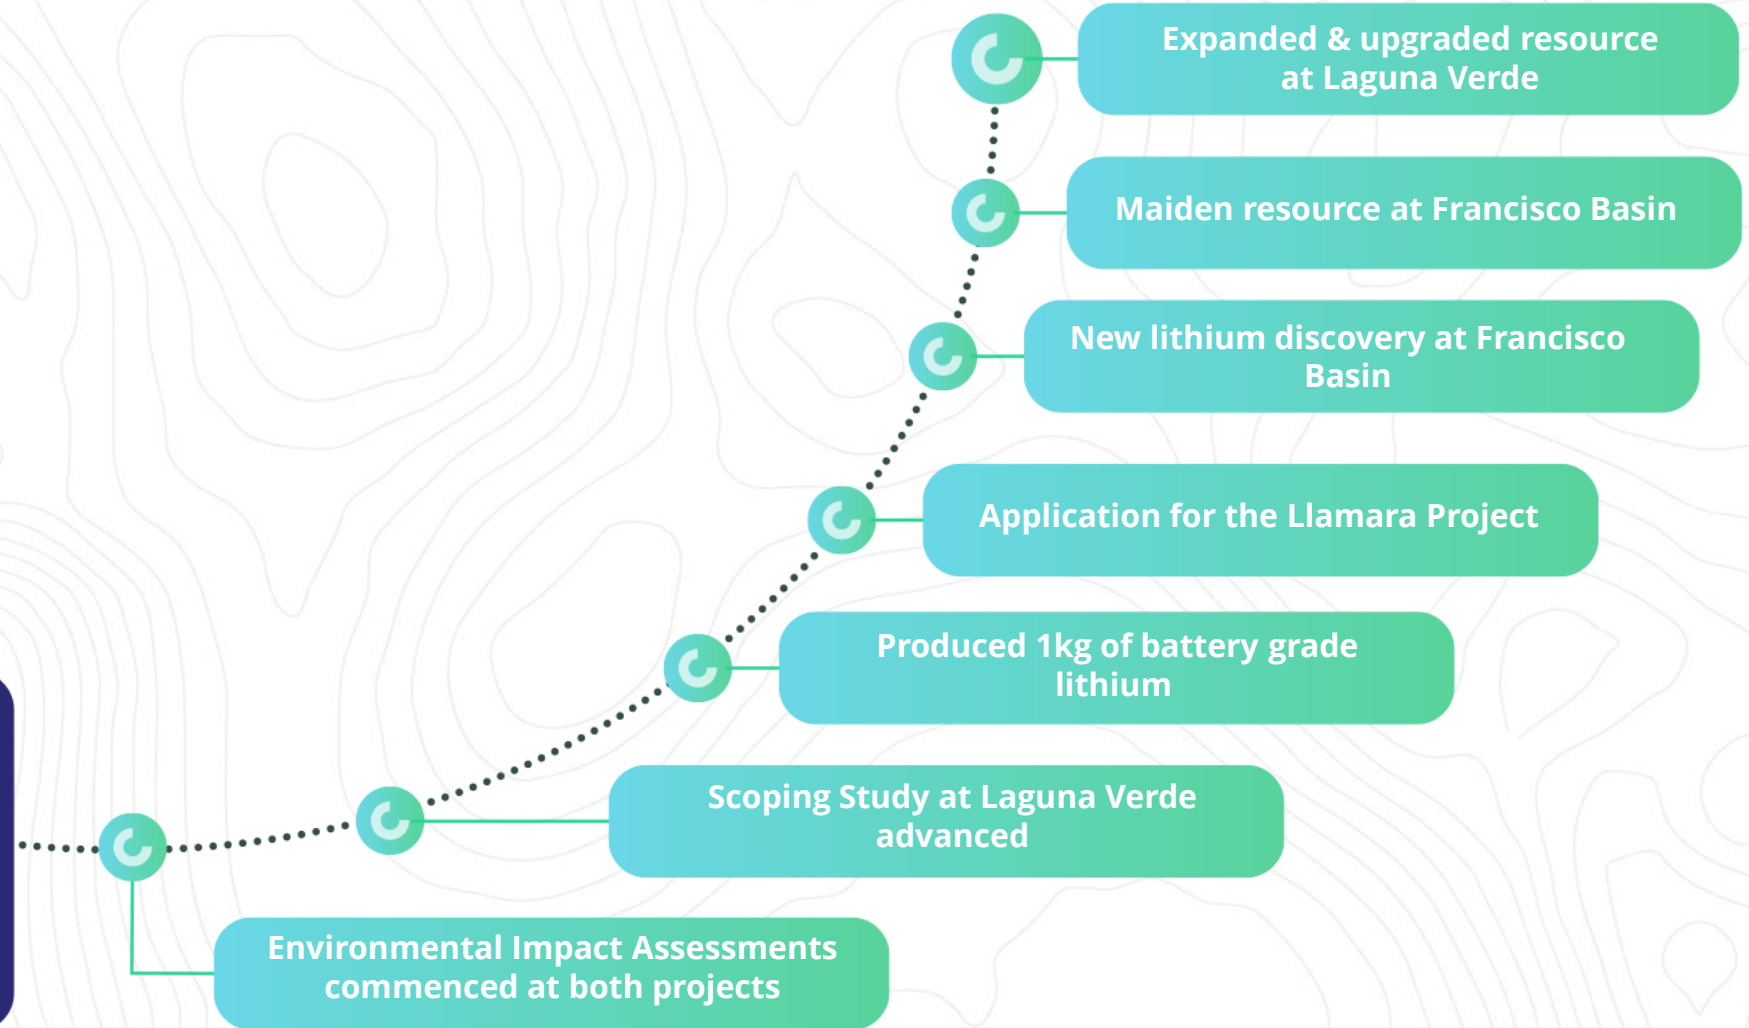 Expanded & upgraded resource
at Laguna Verde
Maiden resource at Francisco Basin
New lithium discovery at Francisco
Basin
Application for the Llamara Project
Produced 1kg of battery grade
lithium
Scoping Study at Laguna Verde
advanced
Environmental Impact Assessments
commenced at both projects